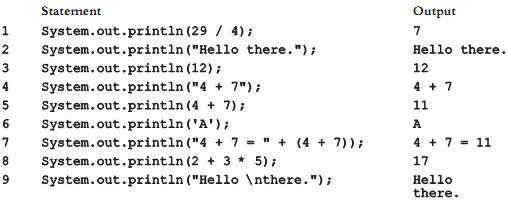 Statement Output
1 System.out.println(29 / 4); 7
2 System.out.println("Hello there."); Hello there.
3 System.out.println(12); 12
4 System.out.println("4 + 7"); 4 + 7
5 System.out.println(4 + 7); 11
6 System.out.println('A'); A
7 System.out.println("4 + 7 = " + (4 + 7)); 4 + 7 = 11
8 System.out.println(2 + 3 * 5); 17
9 System.out.println("Hello \nthere."); Hello
there.